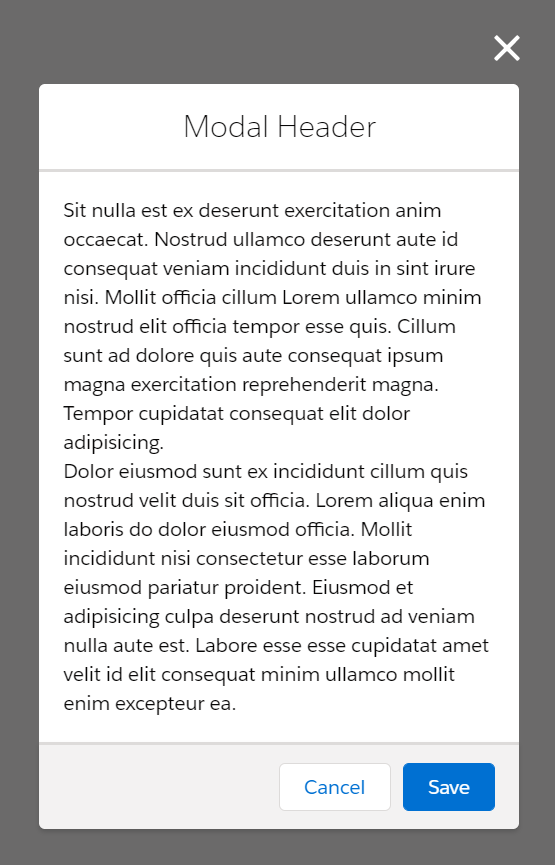 Modal Header
Sit nulla est ex deserunt exercitation anim
occaecat. Nostrud ullamco deserunt aute id
consequat veniam incididunt duis in sint irure
nisi. Mollit officia cillum Lorem ullamco minim
nostrud elit officia tempor esse quis. Cillum
sunt ad dolore quis aute consequat ipsum
magna exercitation reprehenderit magna.
Tempor cupidatat consequat elit dolor
adipisicing.
Dolor eiusmod sunt ex incididunt cillum quis
nostrud velit duis sit officia. Lorem aliqua enim
laboris do dolor eiusmod officia. Mollit
incididunt nisi consectetur esse laborum
eiusmod pariatur proident. Eiusmod et
adipisicing culpa deserunt nostrud ad veniam
nulla aute est. Labore esse esse cupidatat amet
velit id elit consequat minim ullamco mollit
enim excepteur ea.
Cancel Save